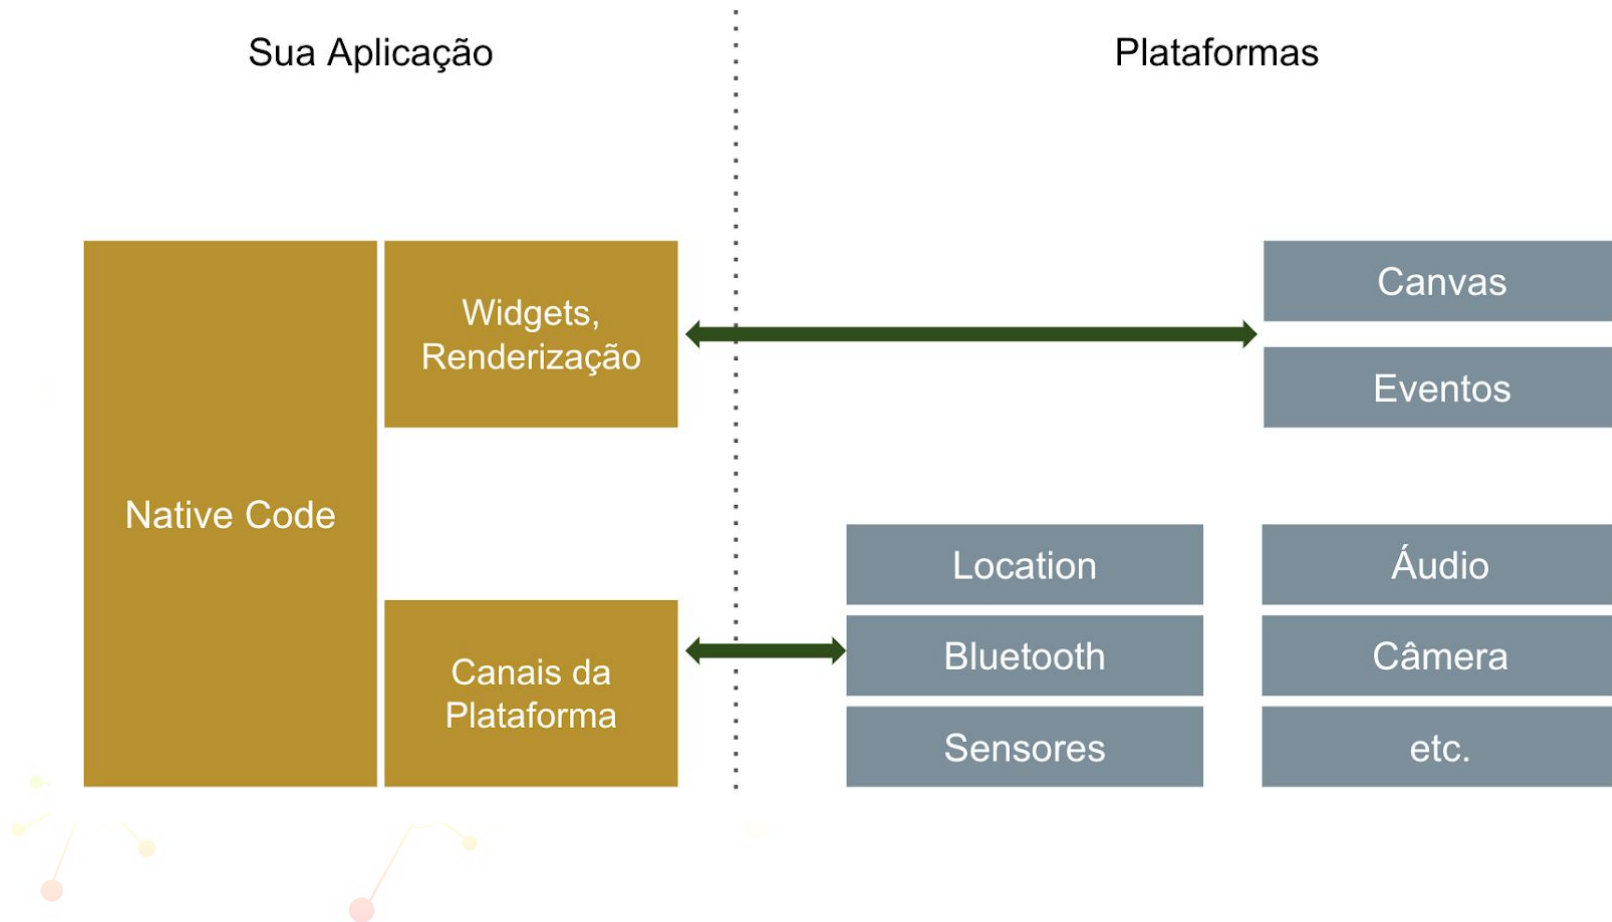 Sua Aplicação
Plataformas
Native Code
Widgets,
Renderização
Canvas
Eventos
Canais da
Plataforma
Location
Áudio
Bluetooth
Câmera
Sensores
etc.